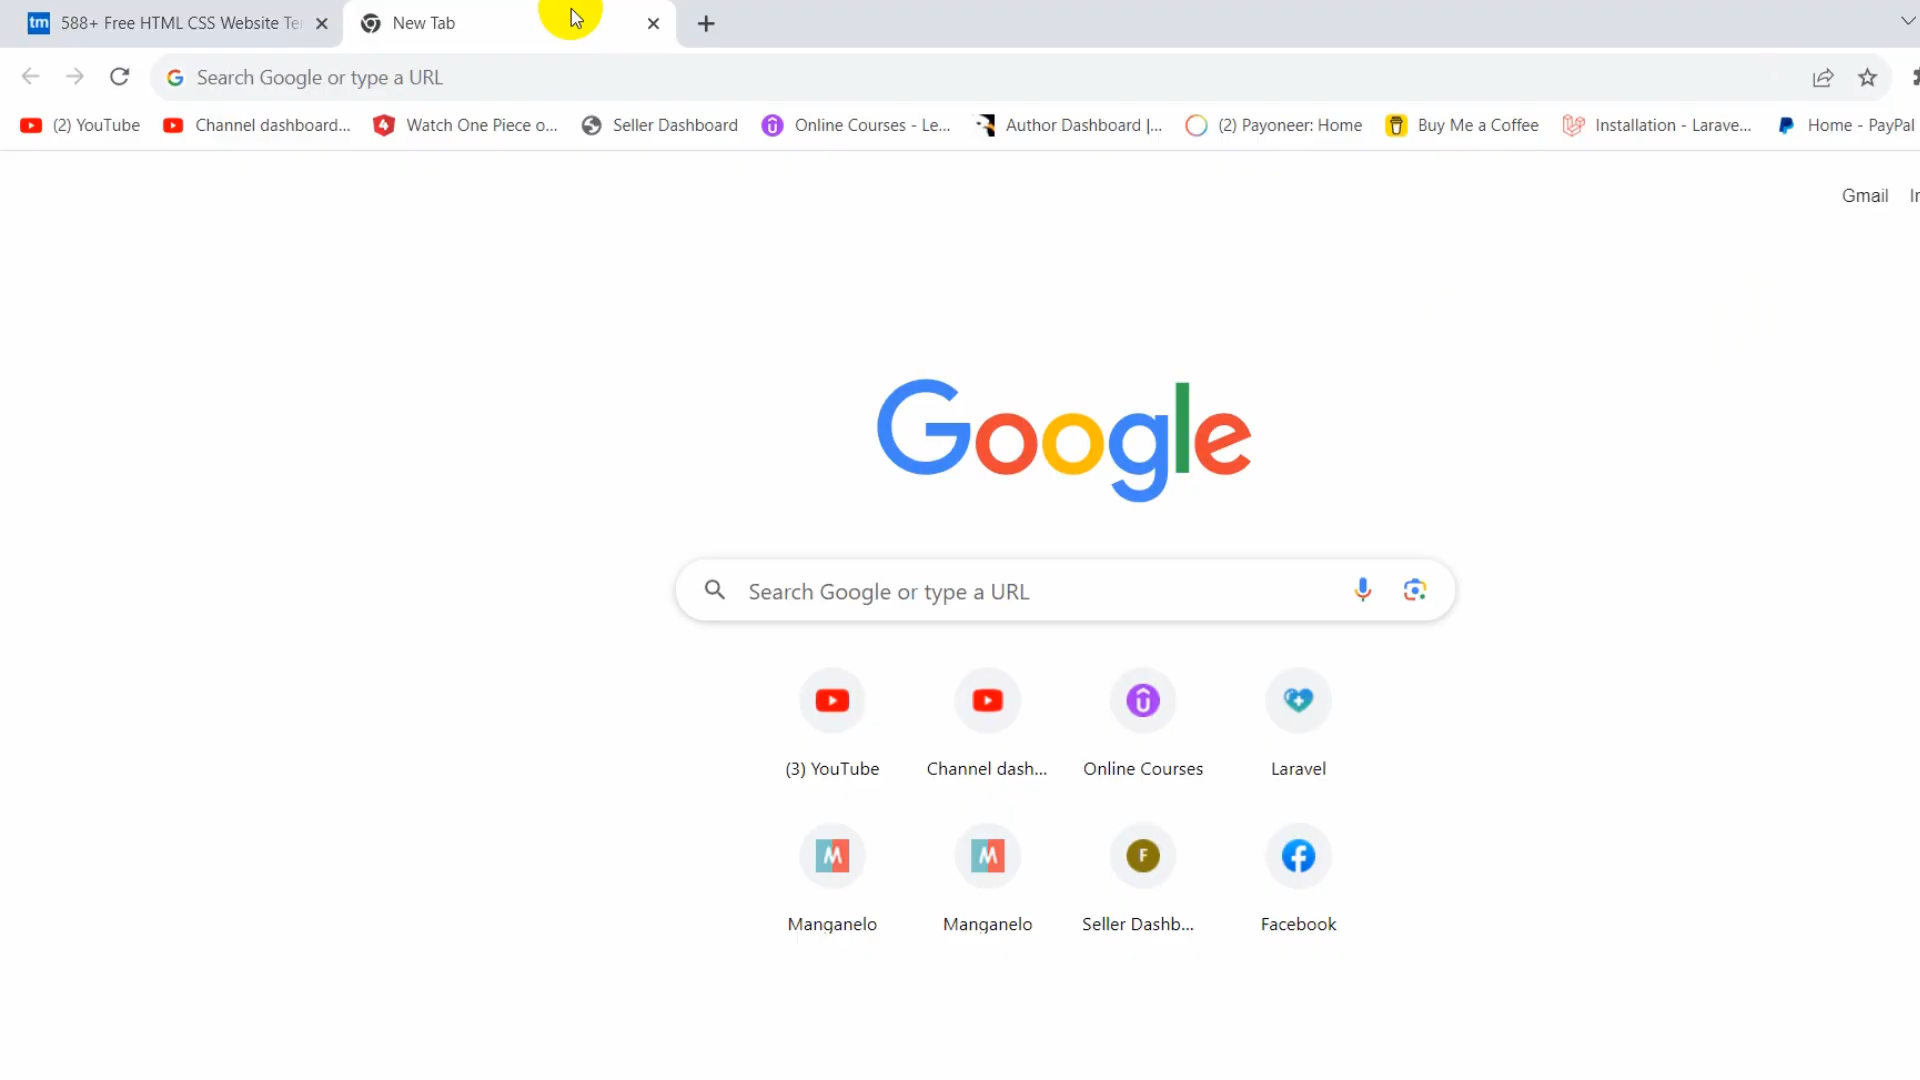 tm 588+ Free HTML CSS Website Te
New Tab
Search Google or type a URL
(2) YouTube
Channel dashboard...
4 Watch One Piece o...
Seller Dashboard
Online Courses - Le...
Author Dashboard |...
(2) Payoneer: Home
Buy Me a Coffee
Installation - Larave...
Home - PayPal
Gmail
Google
Search Google or type a URL
(3) YouTube
Channel dash...
Online Courses
Laravel
M
M
F
Manganelo
Manganelo
Seller Dashb...
Facebook